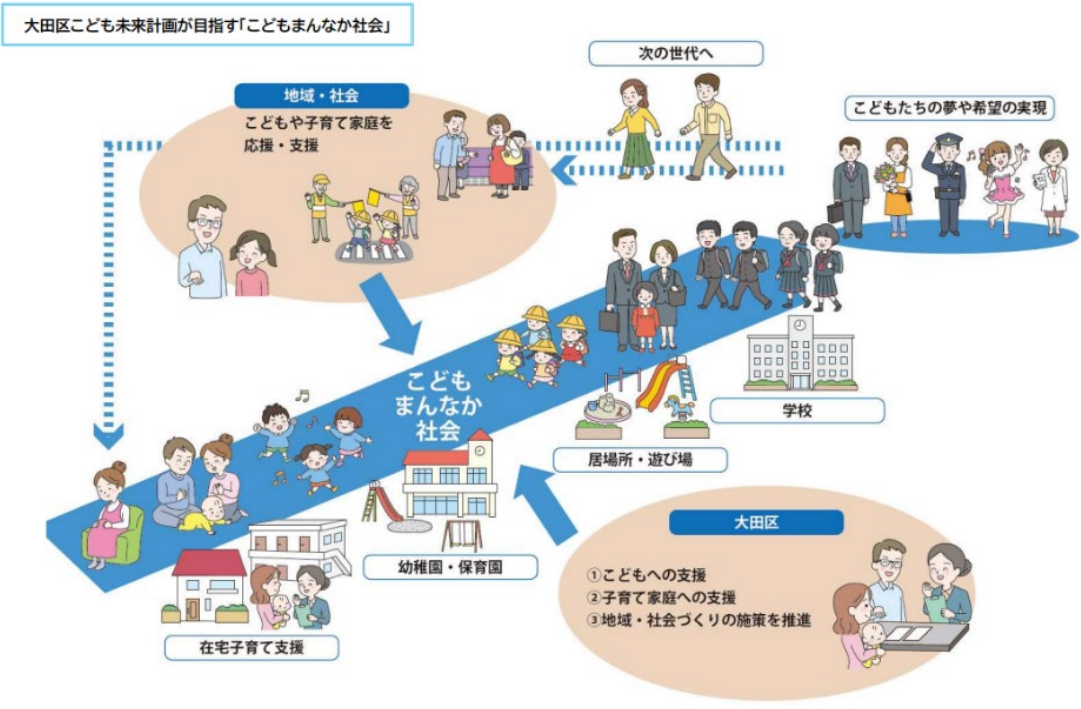 大田区こども未来計画が目指す「こどもまんなか社会」
次の世代へ
地域・社会
こどもや子育て家庭を
応援・支援
こどもたちの夢や希望の実現
こども
まんなか
社会
学校
居場所・遊び場
幼稚園・保育園
在宅子育て支援
大田区
①こどもへの支援
②子育て家庭への支援
③地域・社会づくりの施策を推進